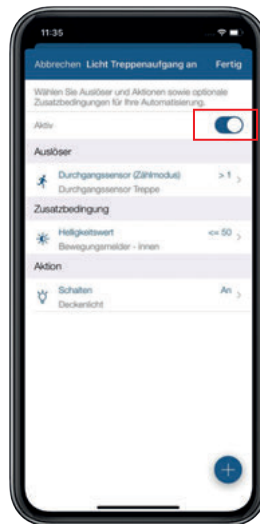 11:35
Abbrechen Licht Treppenaufgang an Fertig
Wählen Sie Auslöser und Aktionen sowie optionale
Zusatzbedingungen für Ihre Automatisierung.
Aktiv
Auslöser
Durchgangssensor (Zählmodus) > 1
Durchgangssensor Treppe
Zusatzbedingung
Helligkeitswert <= 50
Bewegungsmelder - innen
Aktion
Schalten An
Deckenlicht